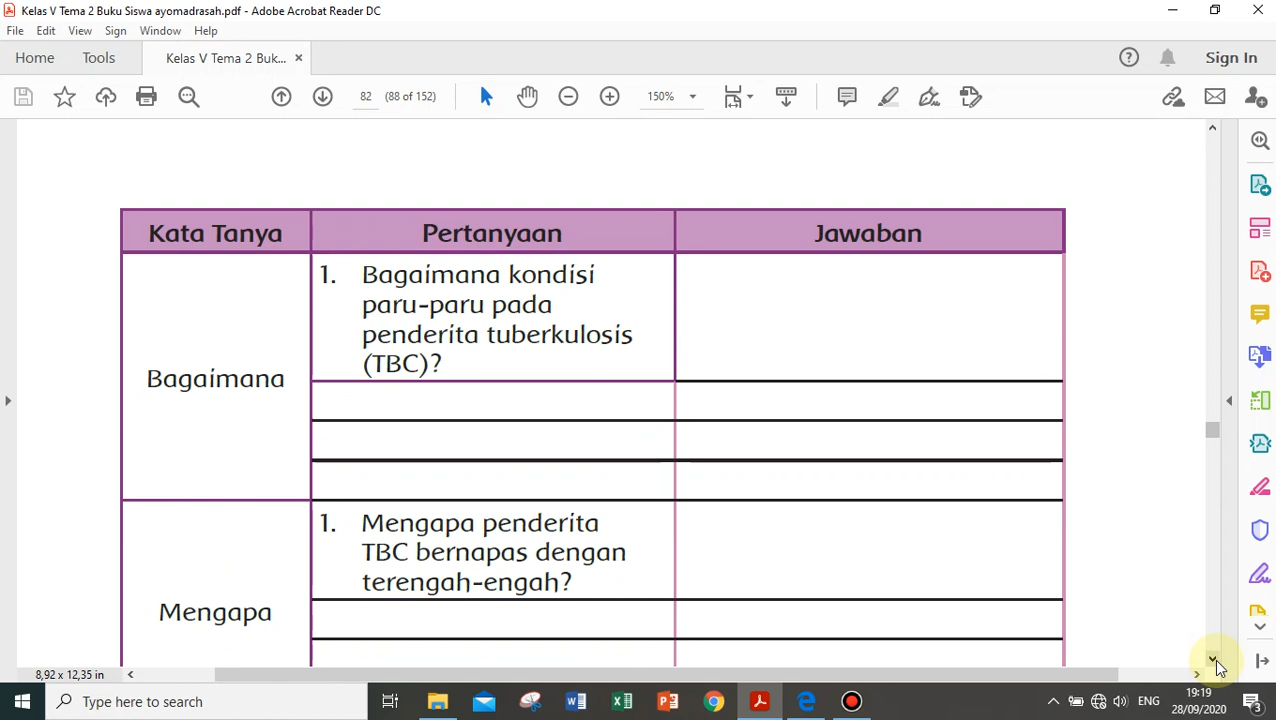 Kelas V Tema 2 Buku Siswa ayomadrasah.pdf - Adobe Acrobat Reader DC
File Edit View Sign Window Help
Home Tools Kelas V Tema 2 Buk... × Sign In
82 (88 of 152) 150%
Kata Tanya Pertanyaan Jawaban
1. Bagaimana kondisi
paru-paru pada
penderita tuberkulosis
(TBC)?
Bagaimana
1. Mengapa penderita
TBC bernapas dengan
terengah-engah?
Mengapa
8,92 x 12,35 in
Type here to search
ENG
19:19
28/09/2020
3